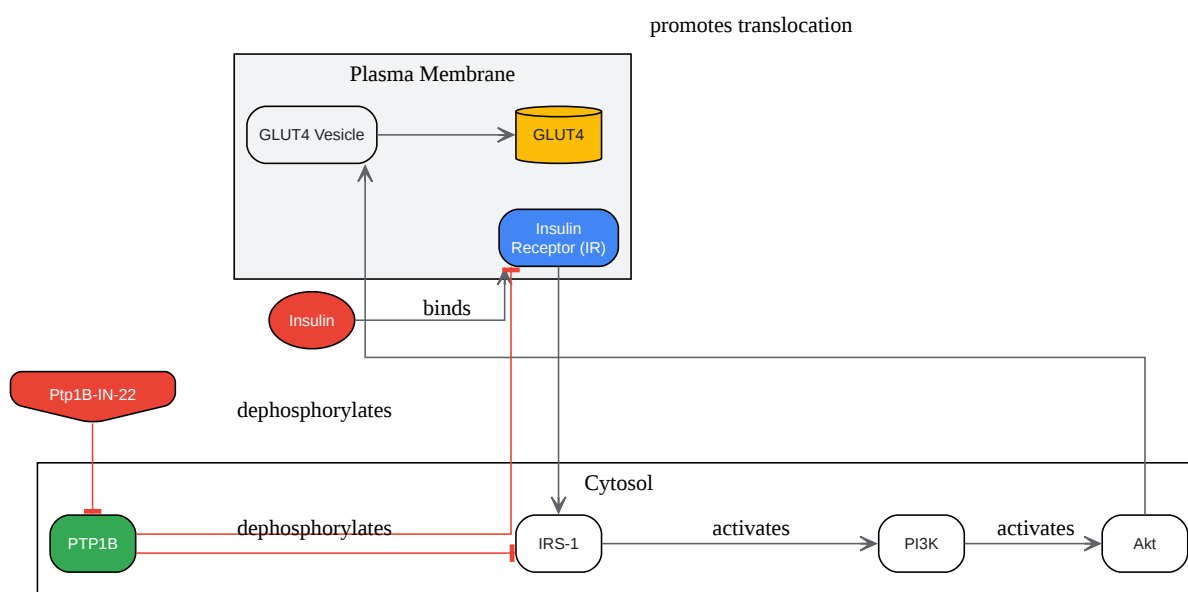 promotes translocation
Plasma Membrane
GLUT4 Vesicle
GLUT4
Insulin
Receptor (IR)
Insulin
binds
Ptp1B-IN-22
dephosphorylates
Cytosol
PTP1B
dephosphorylates
IRS-1
activates
PI3K
activates
Akt